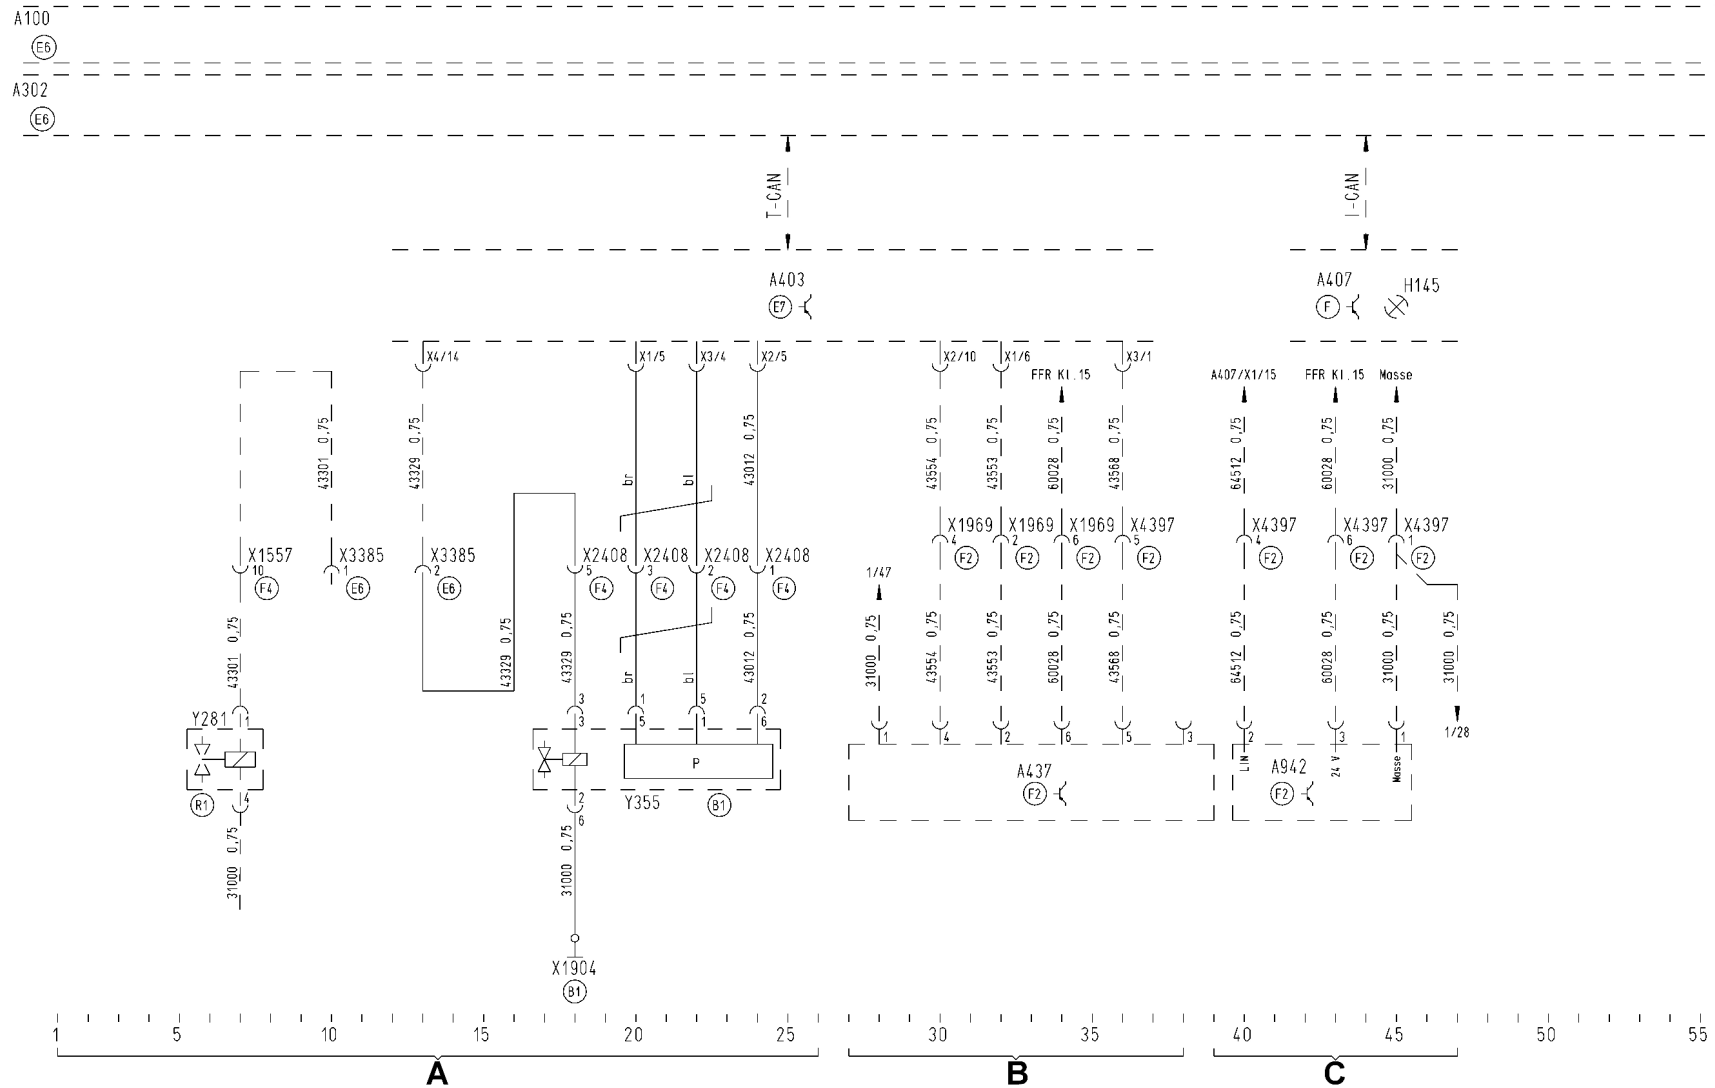 A100
E6
A302
E6
T-CAN
I-CAN
A403
E7
A407
F
H145
X4/14
X1/5
X3/4
X2/5
X2/10
X1/6
X3/1
FFR Kl.15
A407/X1/15
FFR Kl.15
Masse
43301 0,75
43329 0,75
br
bl
43012 0,75
43554 0,75
43553 0,75
60028 0,75
43568 0,75
64512 0,75
60028 0,75
31000 0,75
X1969
4
F2
X1969
2
F2
X1969
6
F2
X4397
5
F2
X4397
4
F2
X4397
6
F2
X4397
1
F2
X1557
10
F4
X3385
1
E6
X3385
2
E6
X2408
5
F4
X2408
3
F4
X2408
2
F4
X2408
1
F4
1/47
43301 0,75
43329 0,75
43329 0,75
br
bl
43012 0,75
31000 0,75
43554 0,75
43553 0,75
60028 0,75
43568 0,75
64512 0,75
60028 0,75
31000 0,75
31000 0,75
3
1
5
2
Y281
1
3
5
1
6
1
4
2
6
5
3
2
3
1
1/28
P
A437
F2
LIN
A942
F2
24 V
Masse
R1
4
2
6
Y355
B1
31000 0,75
31000 0,75
X1904
B1
1 5 10 15 20 25 30 35 40 45 50 55
A B C